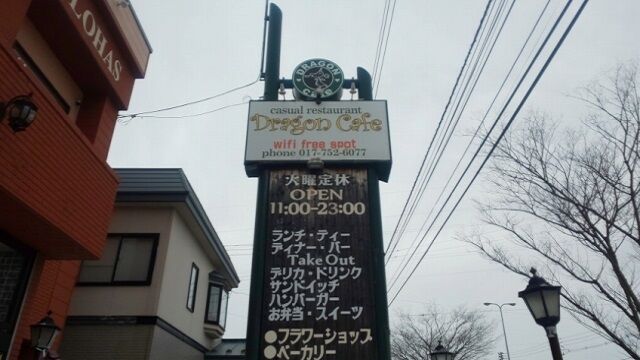 LOHAS
DRAGON
CAFE
casual restaurant
Dragon Cafe
wifi free spot
phone 017-752-6077
火曜定休
OPEN
11:00-23:00
ランチ・ティー
ディナー・バー
Take Out
デリカ・ドリンク
サンドイッチ
ハンバーガー
お弁当・スイーツ
●フラワーショップ
●ベーカリー